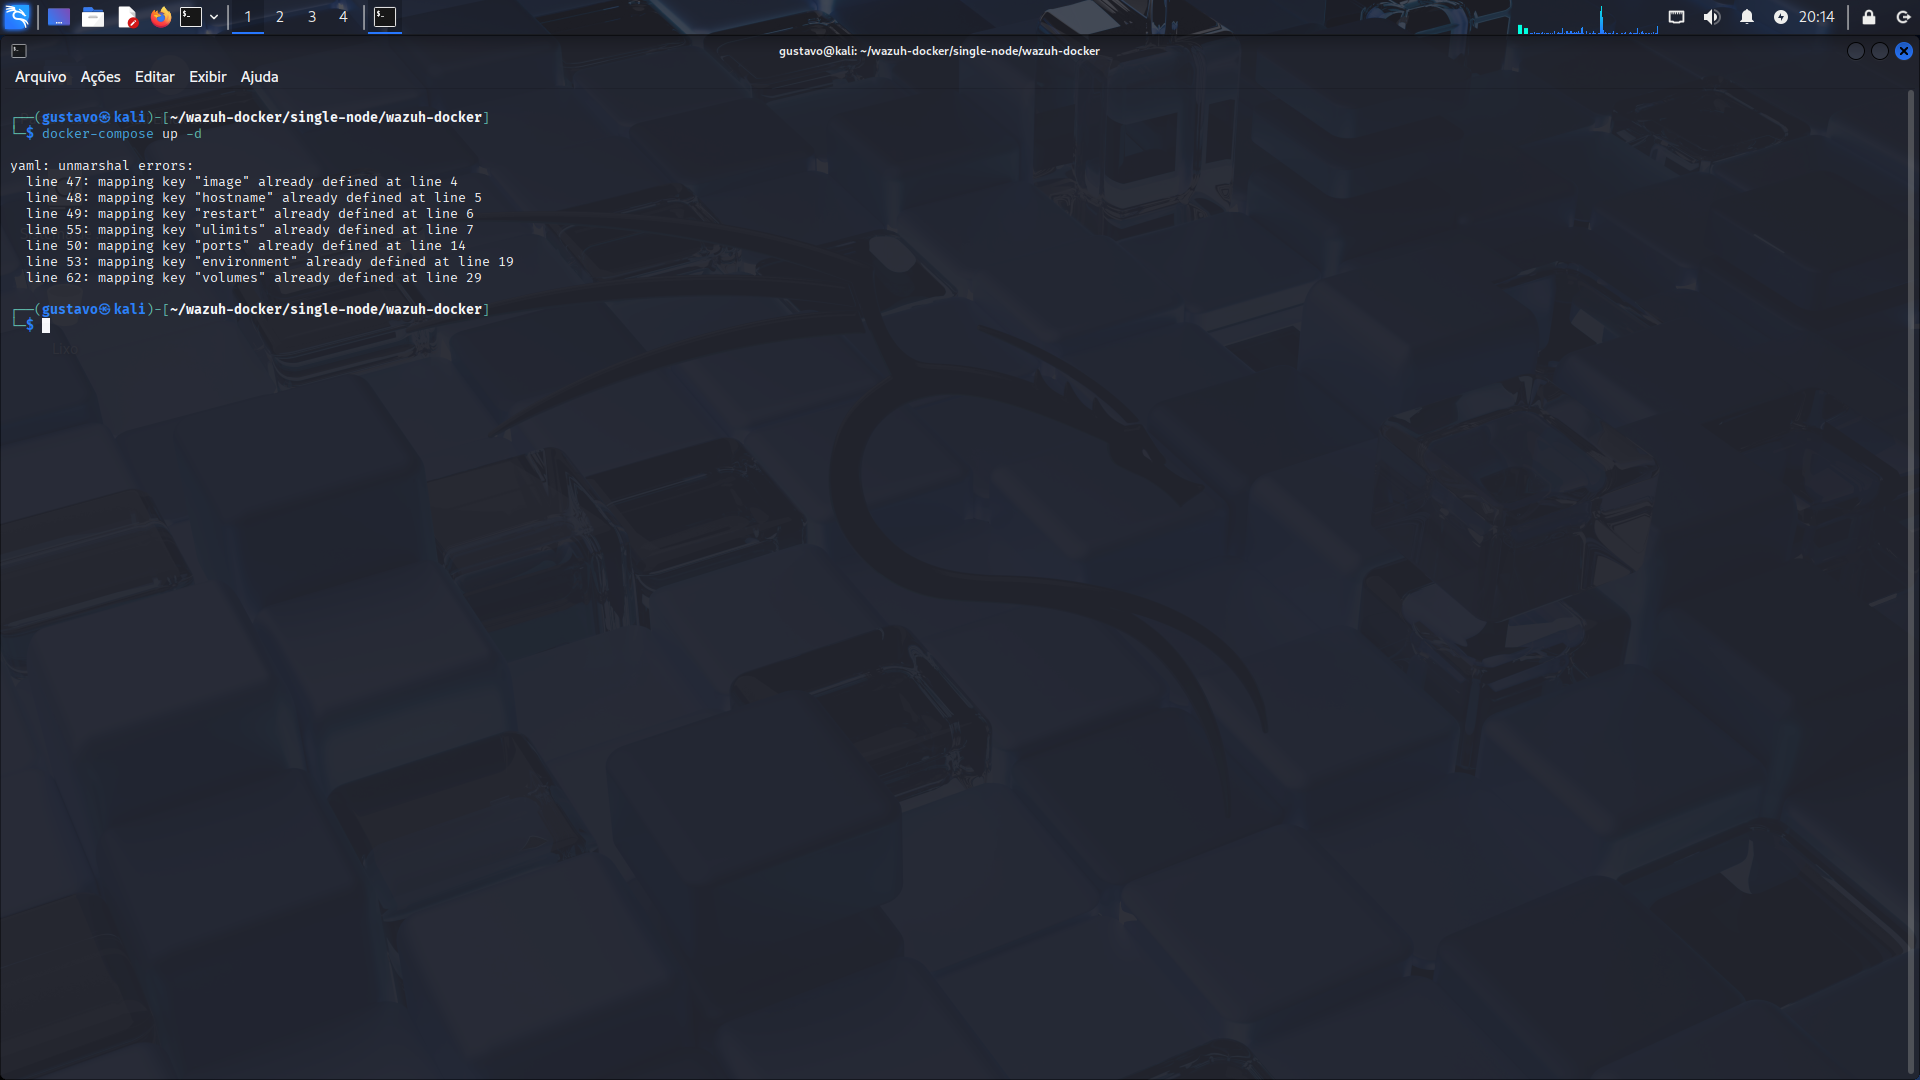 1 2 3 4
20:14
gustavo@kali: ~/wazuh-docker/single-node/wazuh-docker
Arquivo Ações Editar Exibir Ajuda
┌──(gustavo㉿kali)-[~/wazuh-docker/single-node/wazuh-docker]
└─$ docker-compose up -d
yaml: unmarshal errors:
line 47: mapping key "image" already defined at line 4
line 48: mapping key "hostname" already defined at line 5
line 49: mapping key "restart" already defined at line 6
line 55: mapping key "ulimits" already defined at line 7
line 50: mapping key "ports" already defined at line 14
line 53: mapping key "environment" already defined at line 19
line 62: mapping key "volumes" already defined at line 29
┌──(gustavo㉿kali)-[~/wazuh-docker/single-node/wazuh-docker]
└─$
Lixo